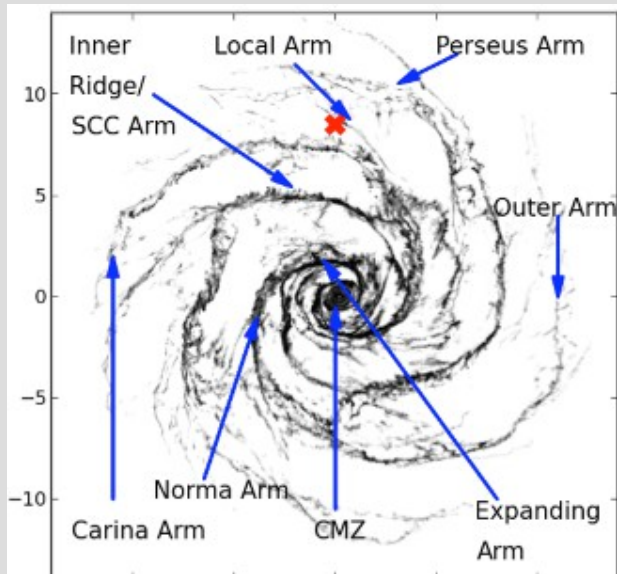 Inner
Ridge/
SCC Arm
Local Arm
Perseus Arm
Outer Arm
Norma Arm
Carina Arm
CMZ
Expanding
Arm
10
5
0
−5
−10